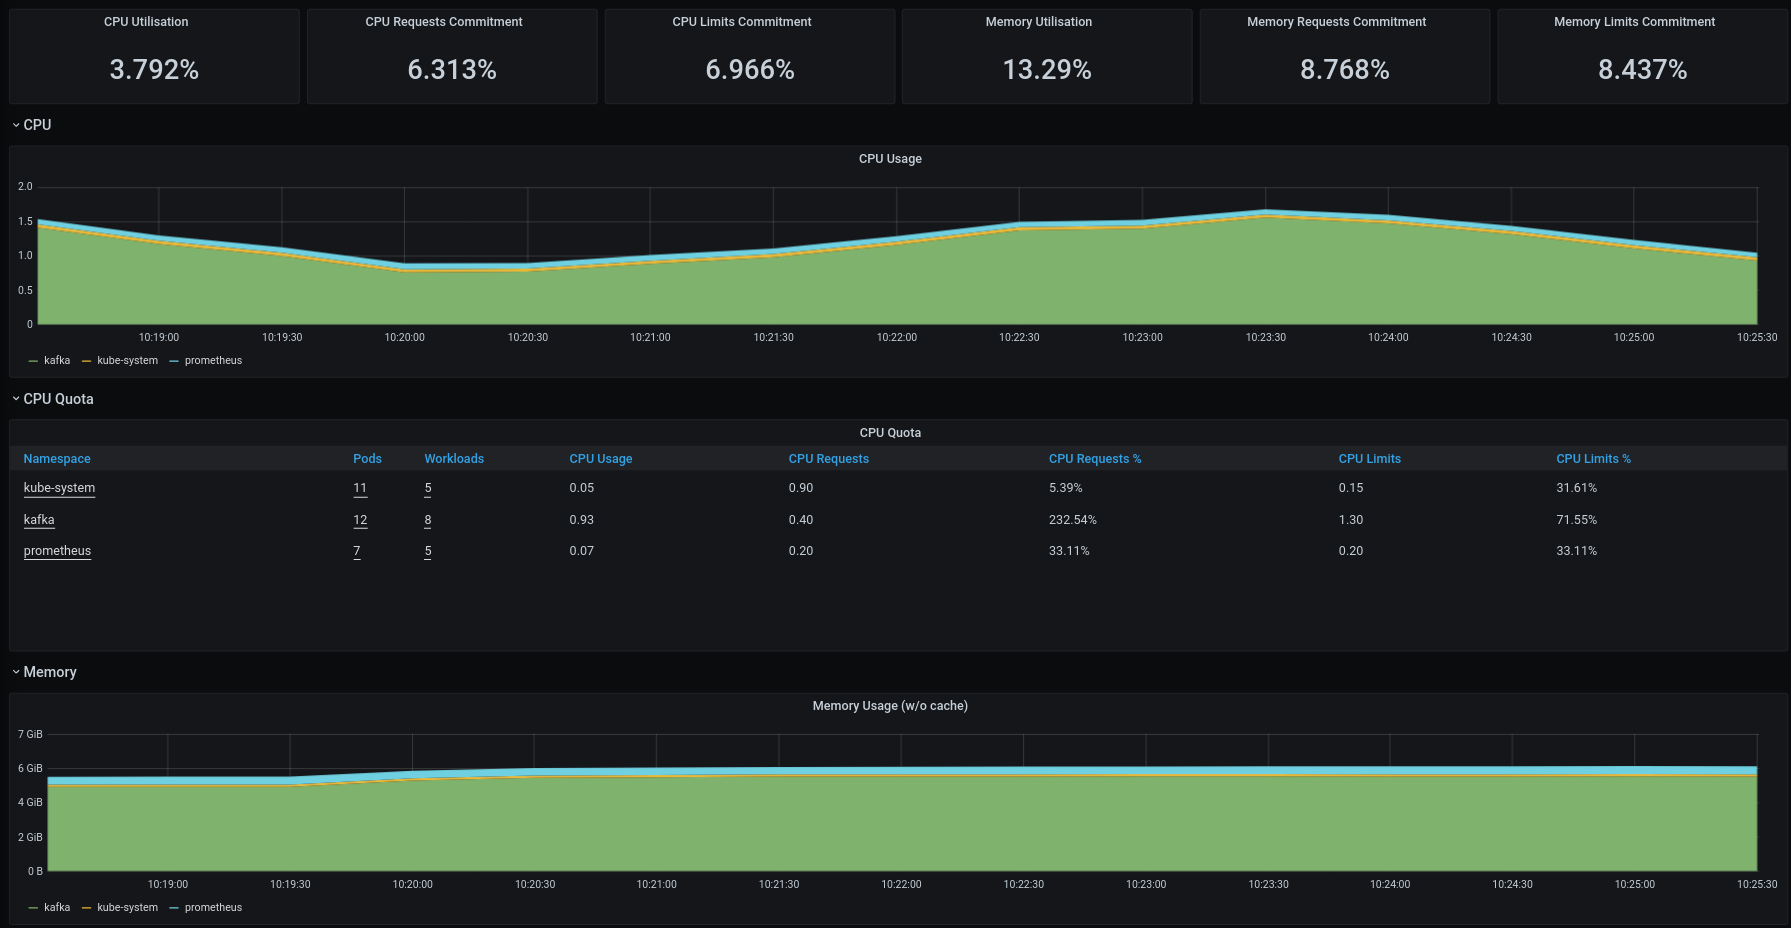 CPU Utilisation CPU Requests Commitment CPU Limits Commitment Memory Utilisation Memory Requests Commitment Memory Limits Commitment
3.792% 6.313% 6.966% 13.29% 8.768% 8.437%
CPU
CPU Usage
2.0
1.5
1.0
0.5
0
10:19:00 10:19:30 10:20:00 10:20:30 10:21:00 10:21:30 10:22:00 10:22:30 10:23:00 10:23:30 10:24:00 10:24:30 10:25:00 10:25:30
kafka kube-system prometheus
CPU Quota
CPU Quota
Namespace Pods Workloads CPU Usage CPU Requests CPU Requests % CPU Limits CPU Limits %
kube-system 11 5 0.05 0.90 5.39% 0.15 31.61%
kafka 12 8 0.93 0.40 232.54% 1.30 71.55%
prometheus 7 5 0.07 0.20 33.11% 0.20 33.11%
Memory
Memory Usage (w/o cache)
7 GiB
6 GiB
4 GiB
2 GiB
0 B
10:19:00 10:19:30 10:20:00 10:20:30 10:21:00 10:21:30 10:22:00 10:22:30 10:23:00 10:23:30 10:24:00 10:24:30 10:25:00 10:25:30
kafka kube-system prometheus